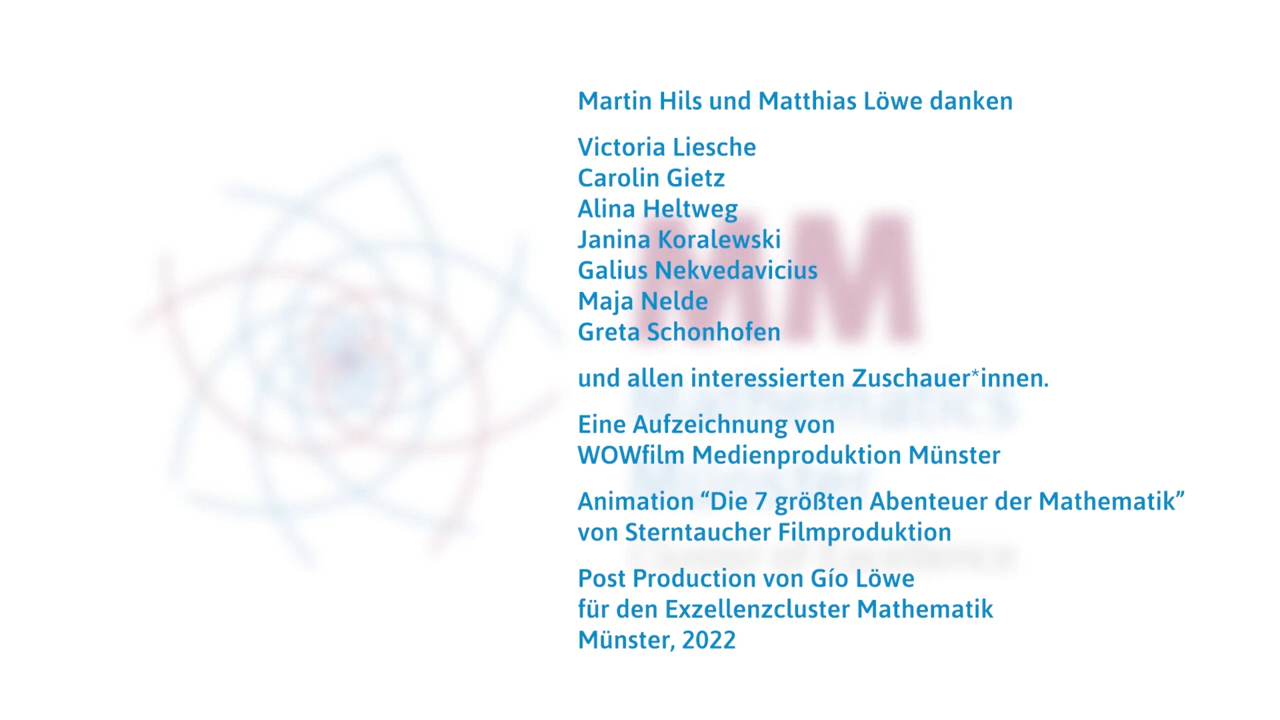 Martin Hils und Matthias Löwe danken
Victoria Liesche
Carolin Gietz
Alina Heltweg
Janina Koralewski
Galius Nekvedavicius
Maja Nelde
Greta Schonhofen
und allen interessierten Zuschauer*innen.
Eine Aufzeichnung von
WOWfilm Medienproduktion Münster
Animation “Die 7 größten Abenteuer der Mathematik”
von Sterntaucher Filmproduktion
Post Production von Gío Löwe
für den Exzellenzcluster Mathematik
Münster, 2022
MM